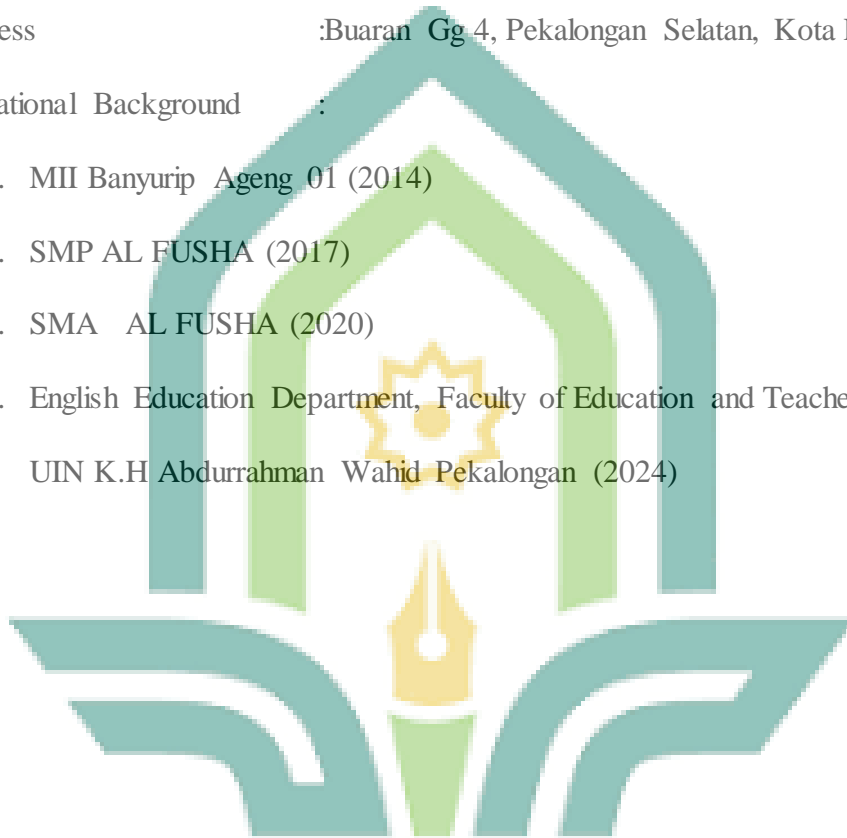 ess :Buaran Gg 4, Pekalongan Selatan, Kota
ational Background :
. MII Banyurip Ageng 01 (2014)
. SMP AL FUSHA (2017)
. SMA AL FUSHA (2020)
. English Education Department, Faculty of Education and Teache
UIN K.H Abdurrahman Wahid Pekalongan (2024)